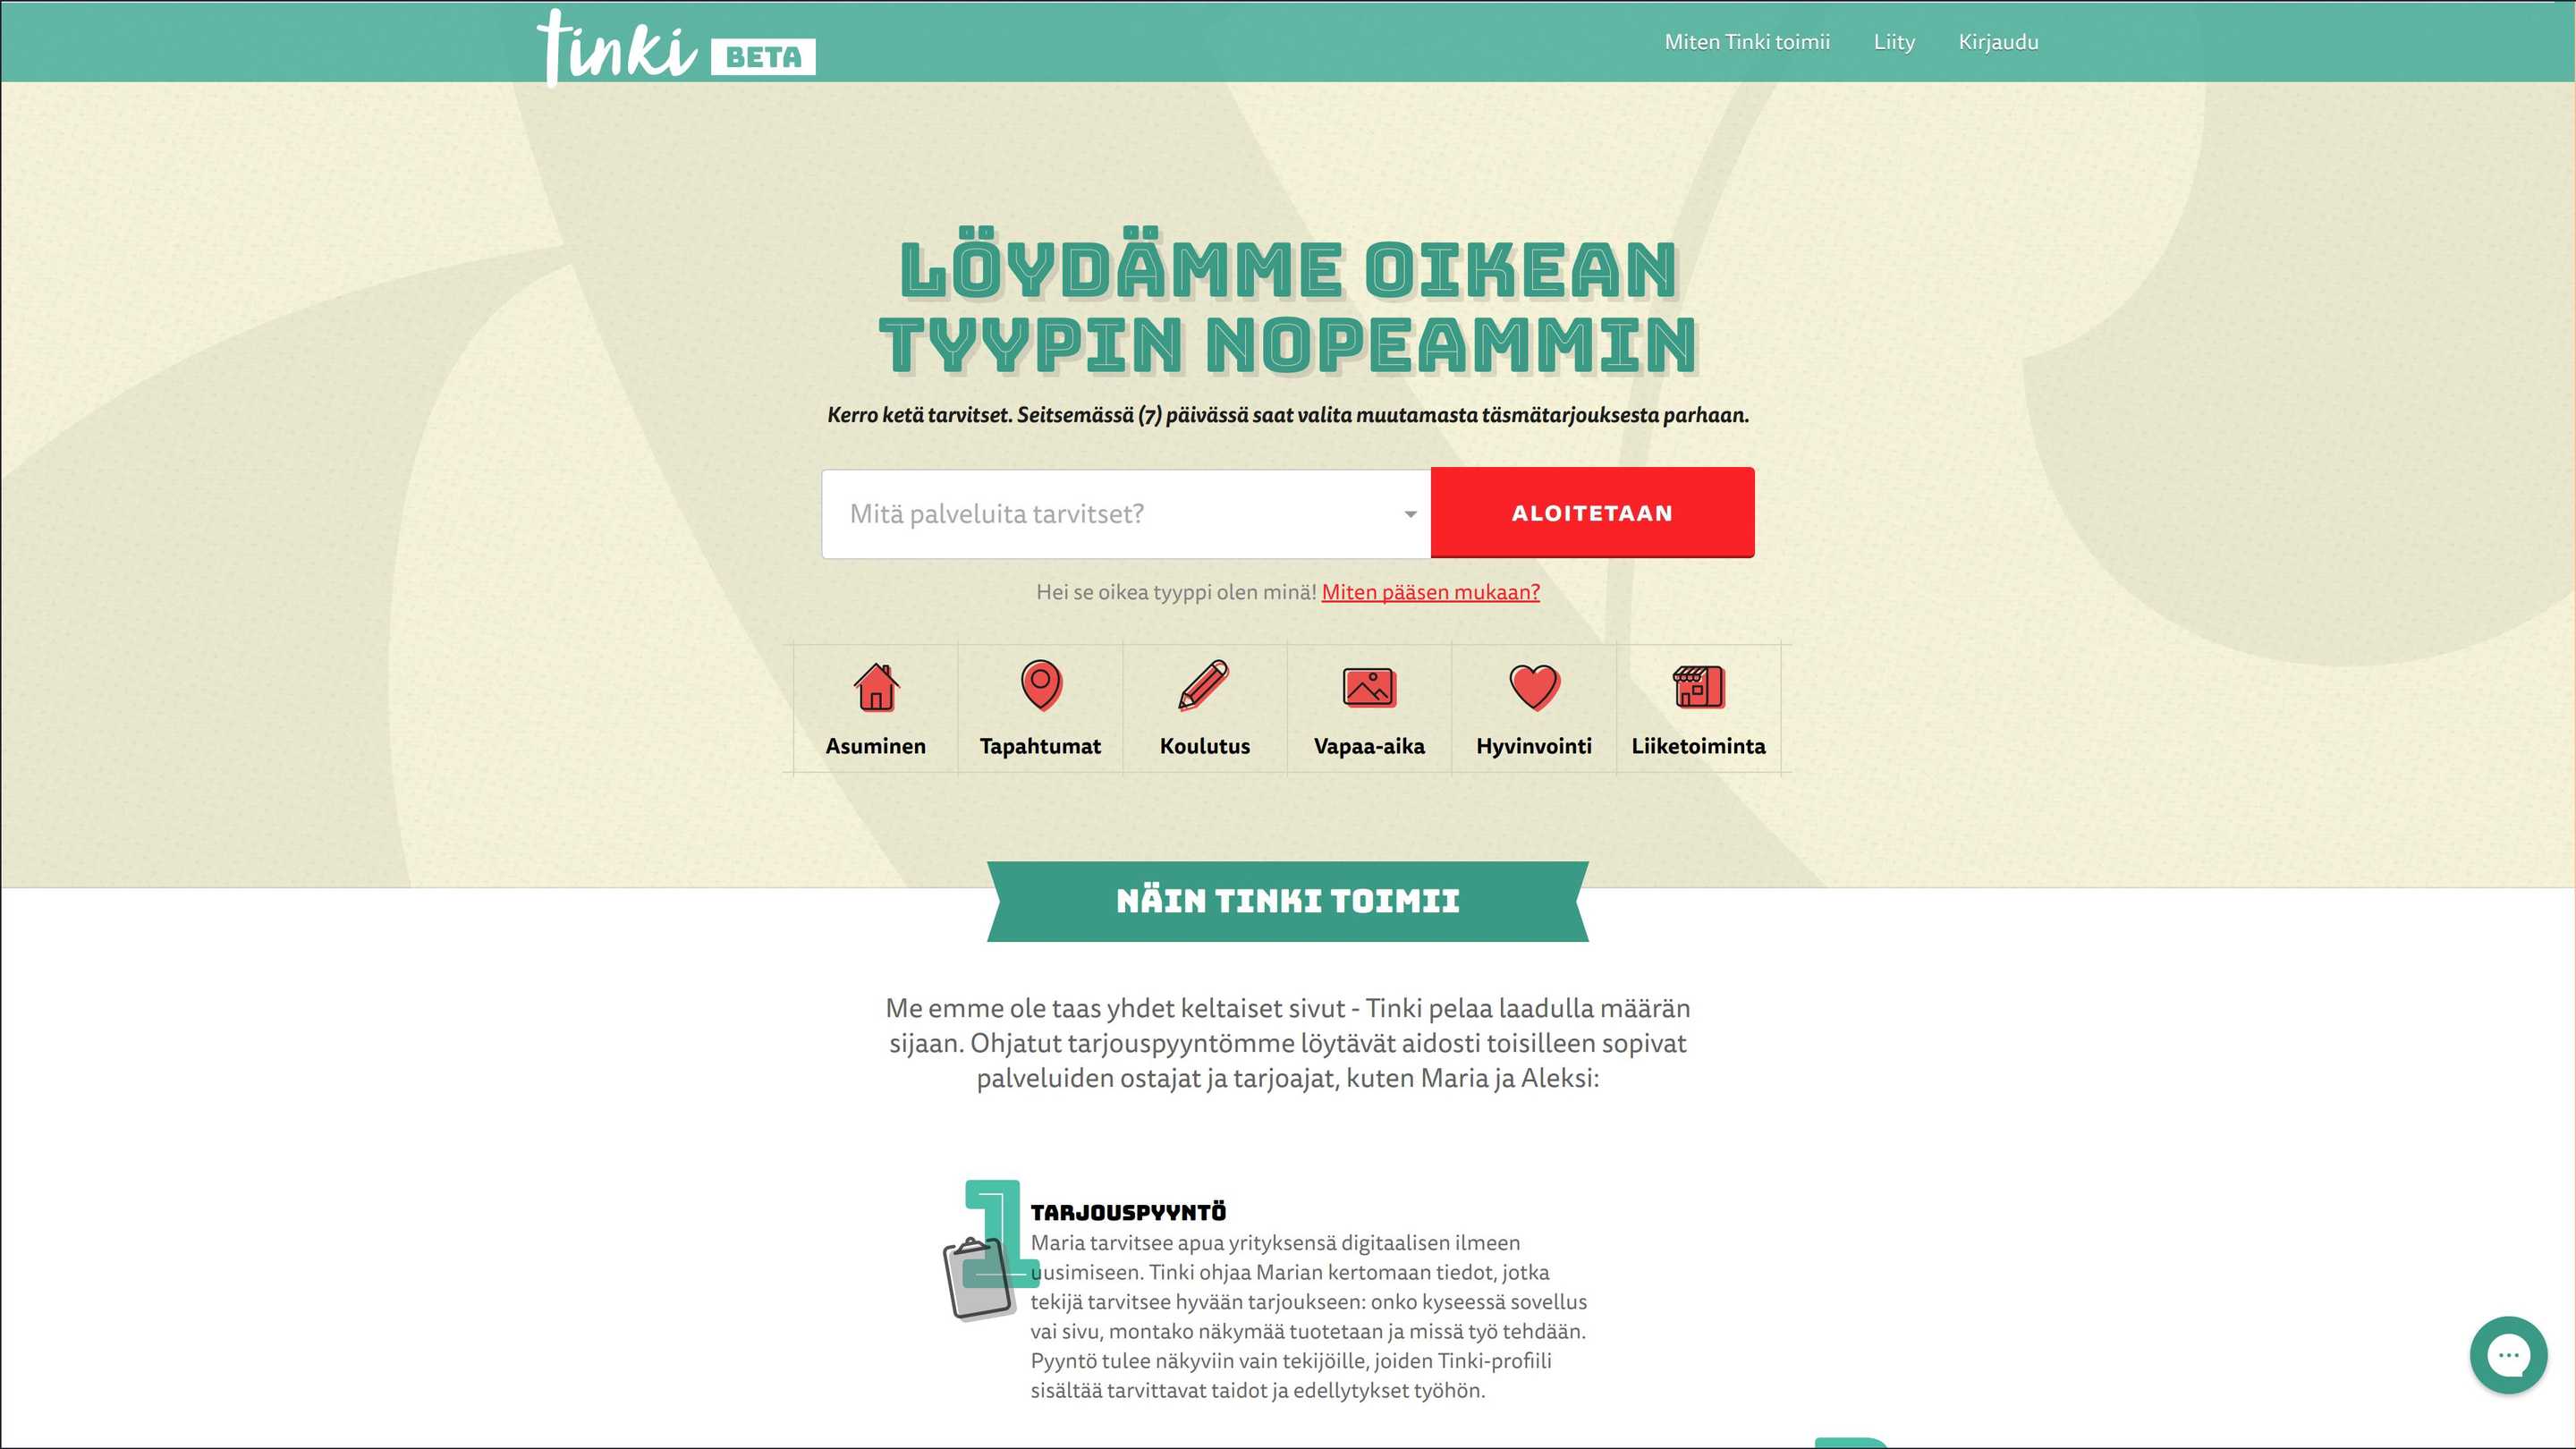 tinki BETA
Miten Tinki toimii Liity Kirjaudu
LÖYDÄMME OIKEAN
TYYPIN NOPEAMMIN
Kerro ketä tarvitset. Seitsemässä (7) päivässä saat valita muutamasta täsmätarjouksesta parhaan.
Mitä palveluita tarvitset?
ALOITETAAN
Hei se oikea tyyppi olen minä! Miten pääsen mukaan?
Asuminen Tapahtumat Koulutus Vapaa-aika Hyvinvointi Liiketoiminta
NÄIN TINKI TOIMII
Me emme ole taas yhdet keltaiset sivut - Tinki pelaa laadulla määrän
sijaan. Ohjatut tarjouspyyntömme löytävät aidosti toisilleen sopivat
palveluiden ostajat ja tarjoajat, kuten Maria ja Aleksi:
1
TARJOUSPYYNTÖ
Maria tarvitsee apua yrityksensä digitaalisen ilmeen
uusimiseen. Tinki ohjaa Marian kertomaan tiedot, jotka
tekijä tarvitsee hyvään tarjoukseen: onko kyseessä sovellus
vai sivu, montako näkymää tuotetaan ja missä työ tehdään.
Pyyntö tulee näkyviin vain tekijöille, joiden Tinki-profiili
sisältää tarvittavat taidot ja edellytykset työhön.